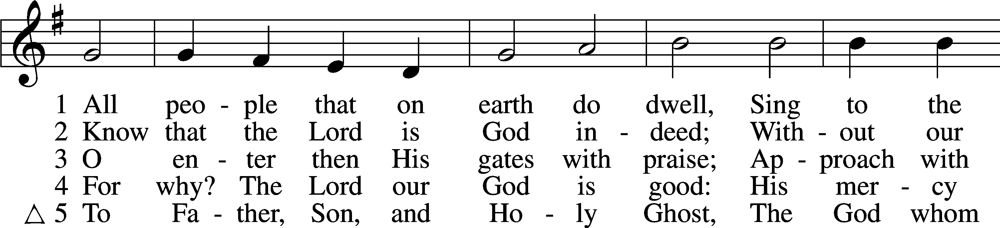 1 All peo - ple that on earth do dwell, Sing to the
2 Know that the Lord is God in - deed; With - out our
3 O en - ter then His gates with praise; Ap - proach with
4 For why? The Lord our God is good: His mer - cy
△ 5 To Fa - ther, Son, and Ho - ly Ghost, The God whom